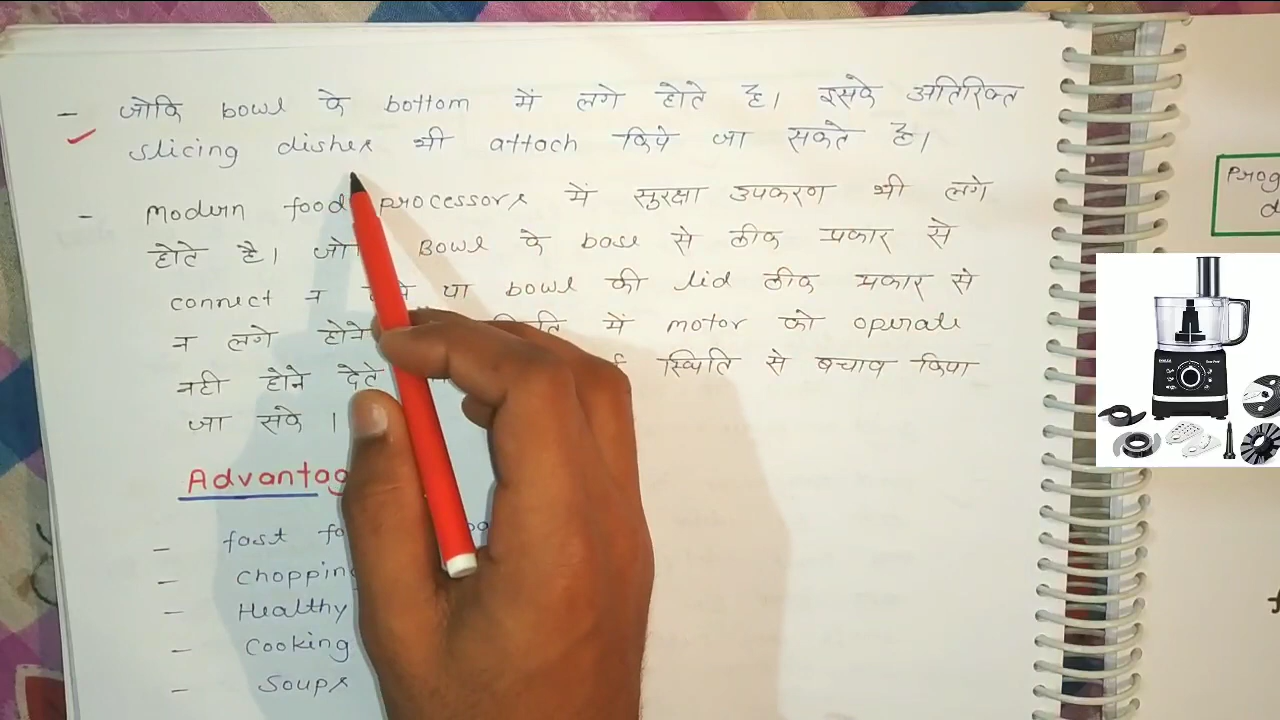 - जोकि bowl के bottom में लगे होते है। इसके अतिरिक्त
slicing dishes भी attach किये जा सकते है।
- Modern food processors में सुरक्षा उपकरण भी लगे
होते है। जो Bowl के base से ठीक प्रकार से
connect न या bowl की lid ठीक प्रकार से
न लगे होने में motor को operate
नही होने देते स्थिति से बचाव किया
जा सके।
Advantag
- fast
- Chopping
- Healthy
- Cooking
- Soups
Prog